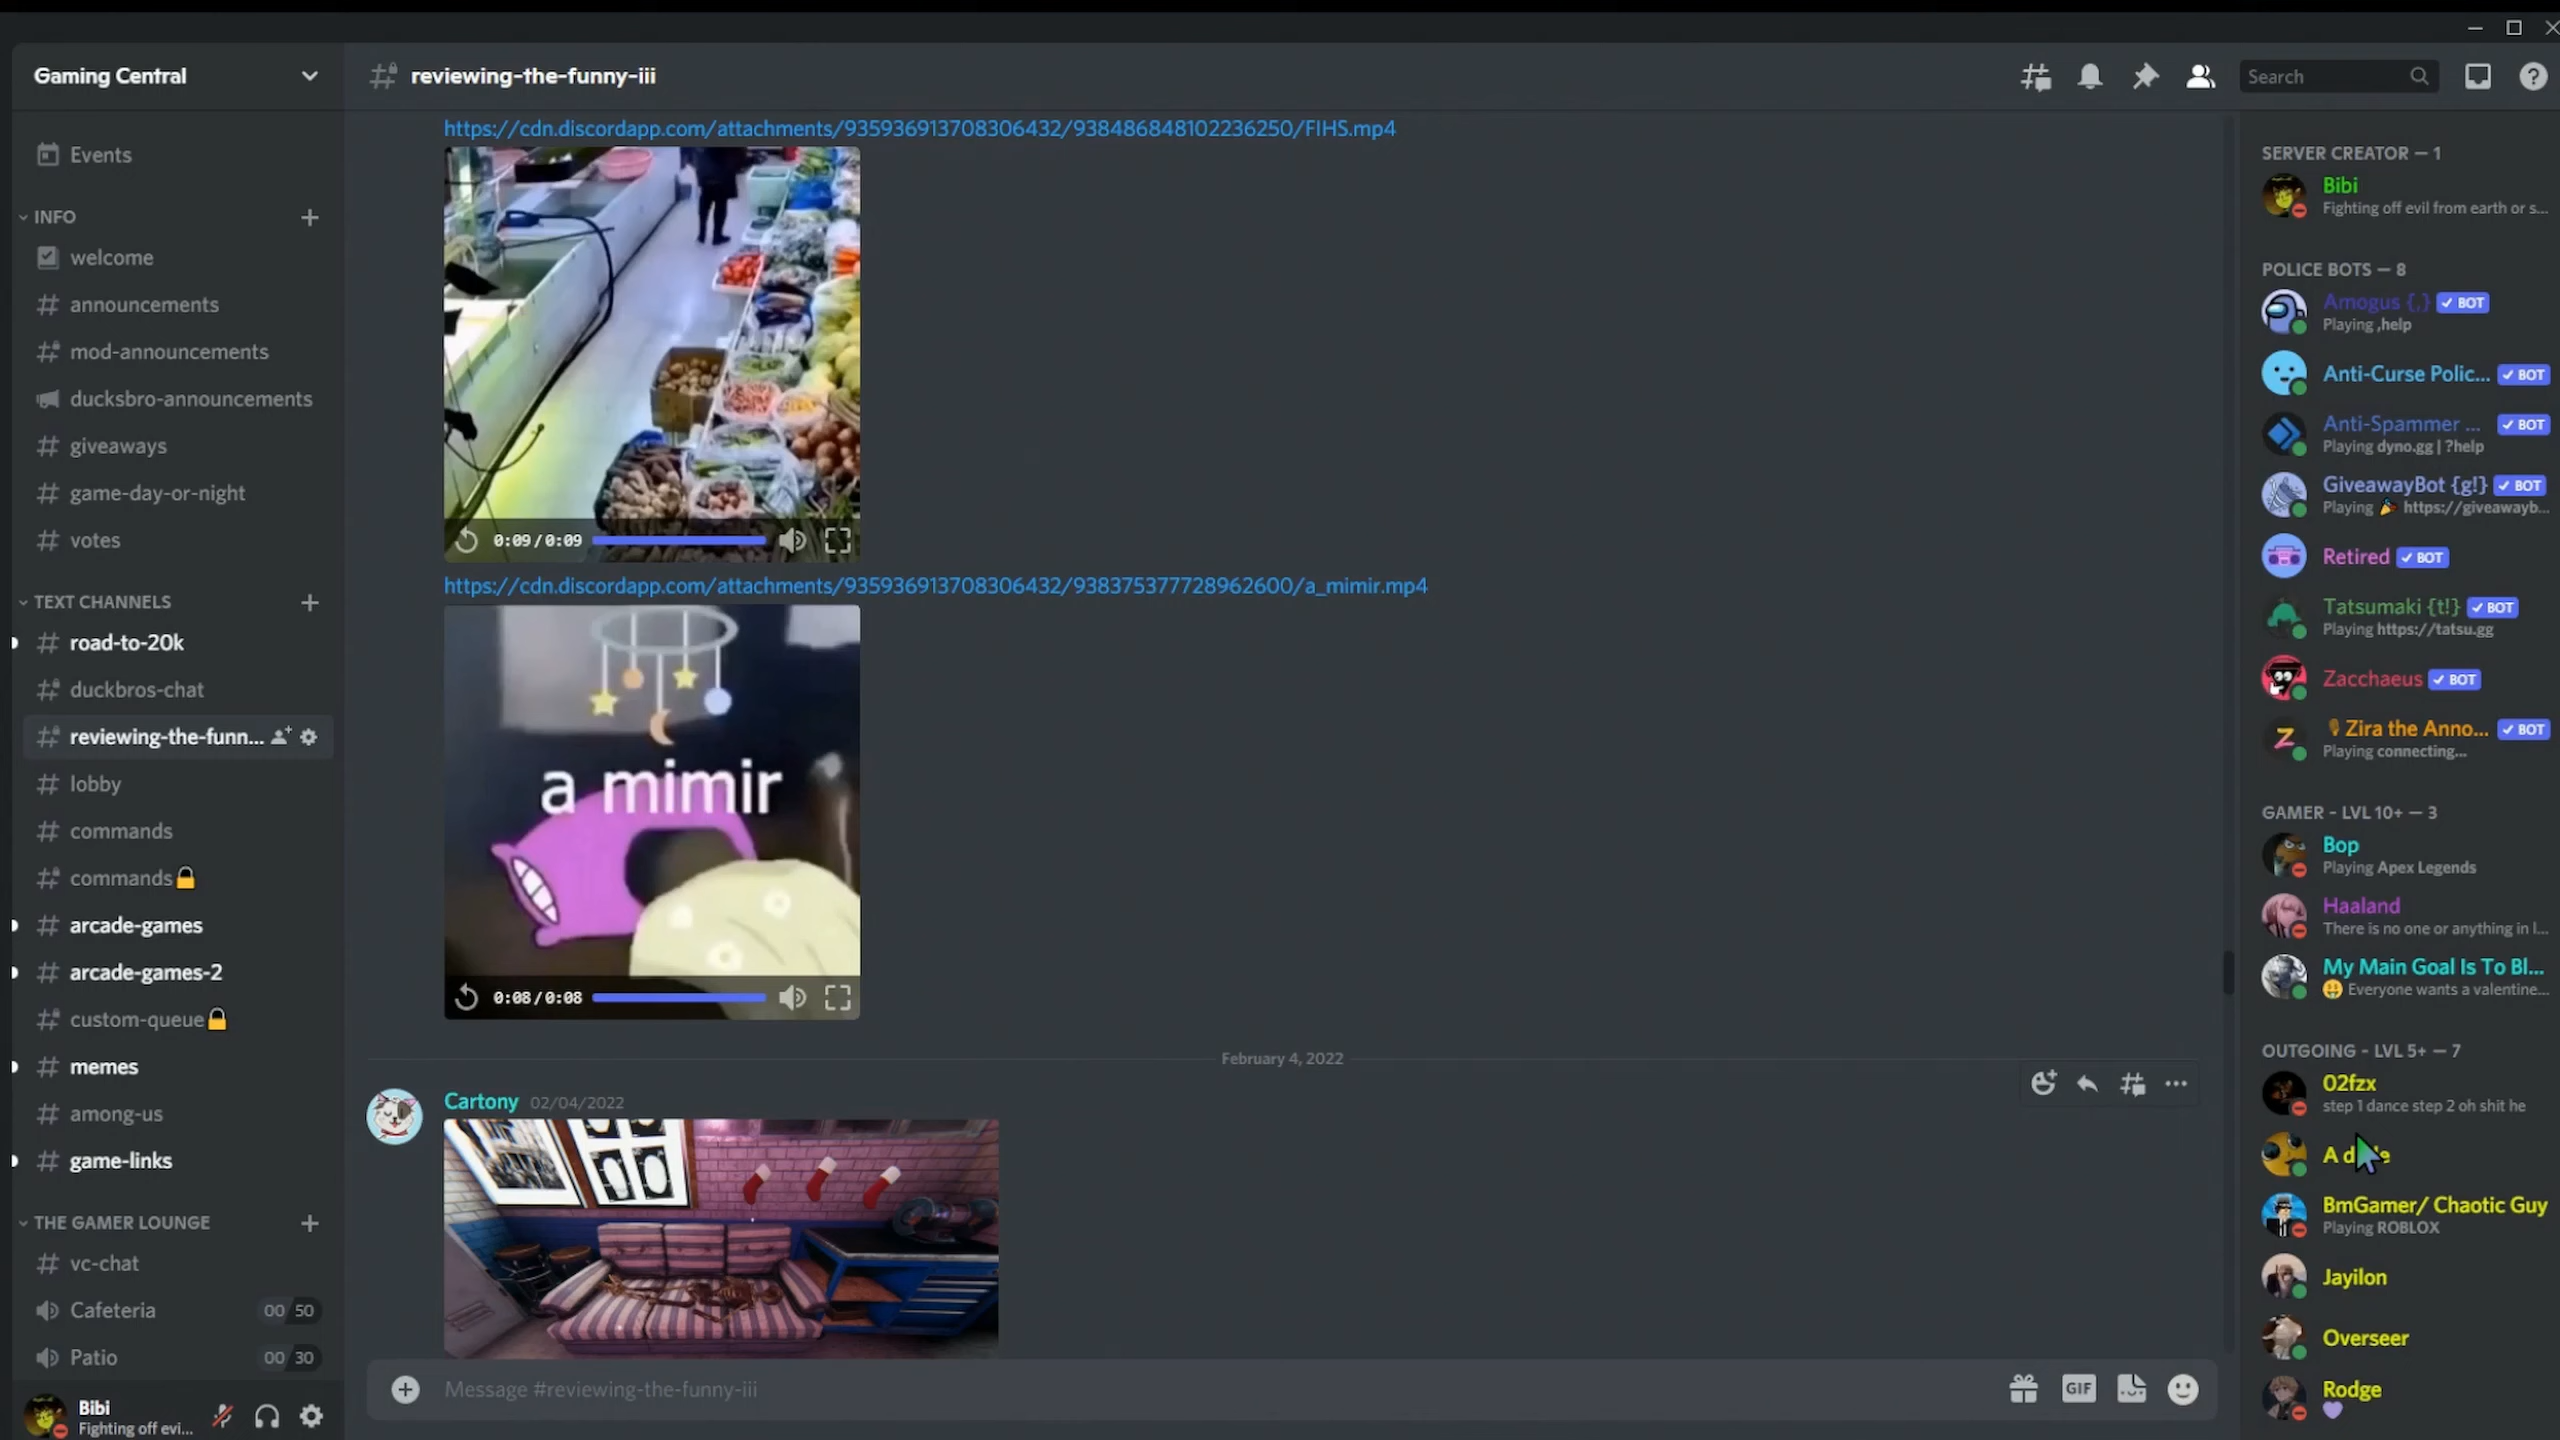 Gaming Central
Events
INFO
welcome
announcements
mod-announcements
ducksbro-announcements
giveaways
game-day-or-night
votes
TEXT CHANNELS
road-to-20k
duckbros-chat
reviewing-the-funn...
lobby
commands
commands🔒
arcade-games
arcade-games-2
custom-queue🔒
memes
among-us
game-links
THE GAMER LOUNGE
vc-chat
Cafeteria 00 50
Patio 00 30
Bibi
Fighting off evi...
reviewing-the-funny-iii
Search
https://cdn.discordapp.com/attachments/935936913708306432/938486848102236250/FIHS.mp4
0:09/0:09
https://cdn.discordapp.com/attachments/935936913708306432/938375377728962600/a_mimir.mp4
a mimir
0:08/0:08
February 4, 2022
Cartony 02/04/2022
Message #reviewing-the-funny-iii
GIF
SERVER CREATOR — 1
Bibi
Fighting off evil from earth or s...
POLICE BOTS — 8
Amogus {,} ✓ BOT
Playing ,help
Anti-Curse Polic... ✓ BOT
Anti-Spammer ... ✓ BOT
Playing dyno.gg | ?help
GiveawayBot {g!} ✓ BOT
Playing 🎉 https://giveawayb...
Retired ✓ BOT
Tatsumaki {t!} ✓ BOT
Playing https://tatsu.gg
Zacchaeus ✓ BOT
Zira the Anno... ✓ BOT
Playing connecting...
GAMER - LVL 10+ — 3
Bop
Playing Apex Legends
Haaland
There is no one or anything in l...
My Main Goal Is To Bl...
Everyone wants a valentine...
OUTGOING - LVL 5+ — 7
02fzx
step 1 dance step 2 oh shit he
A
BmGamer/ Chaotic Guy
Playing ROBLOX
Jayilon
Overseer
Rodge